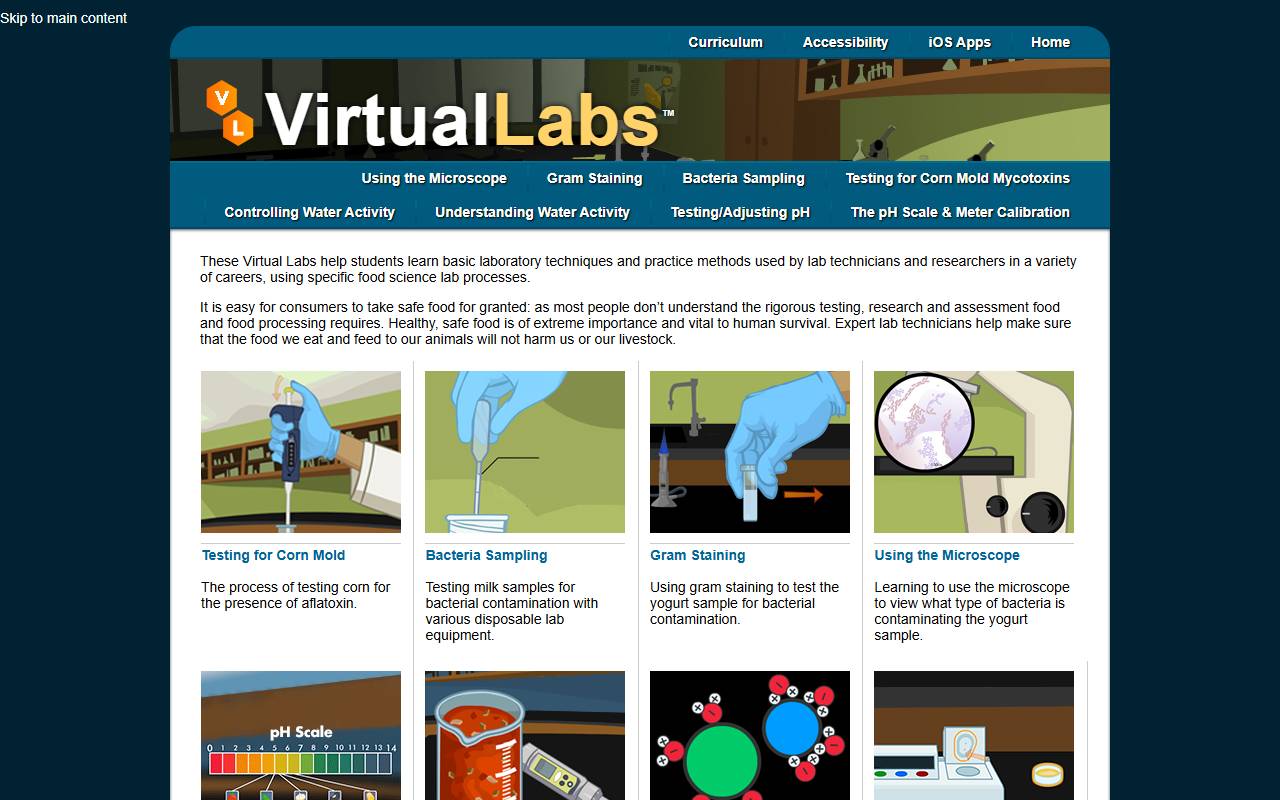 Skip to main content
Curriculum Accessibility iOS Apps Home
V L VirtualLabs™
Using the Microscope Gram Staining Bacteria Sampling Testing for Corn Mold Mycotoxins
Controlling Water Activity Understanding Water Activity Testing/Adjusting pH The pH Scale & Meter Calibration
These Virtual Labs help students learn basic laboratory techniques and practice methods used by lab technicians and researchers in a variety
of careers, using specific food science lab processes.
It is easy for consumers to take safe food for granted: as most people don’t understand the rigorous testing, research and assessment food
and food processing requires. Healthy, safe food is of extreme importance and vital to human survival. Expert lab technicians help make sure
that the food we eat and feed to our animals will not harm us or our livestock.
Testing for Corn Mold
The process of testing corn for
the presence of aflatoxin.
Bacteria Sampling
Testing milk samples for
bacterial contamination with
various disposable lab
equipment.
Gram Staining
Using gram staining to test the
yogurt sample for bacterial
contamination.
Using the Microscope
Learning to use the microscope
to view what type of bacteria is
contaminating the yogurt
sample.
pH Scale
0 1 2 3 4 5 6 7 8 9 10 11 12 13 14